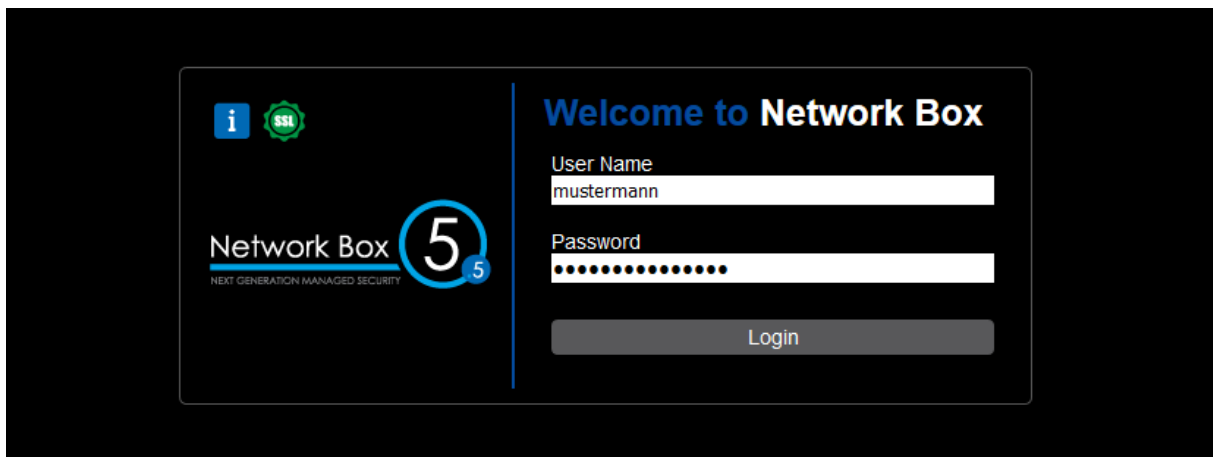 i
SSL
Network Box 5.5
NEXT GENERATION MANAGED SECURITY
Welcome to Network Box
User Name
mustermann
Password
•••••••••••••••
Login